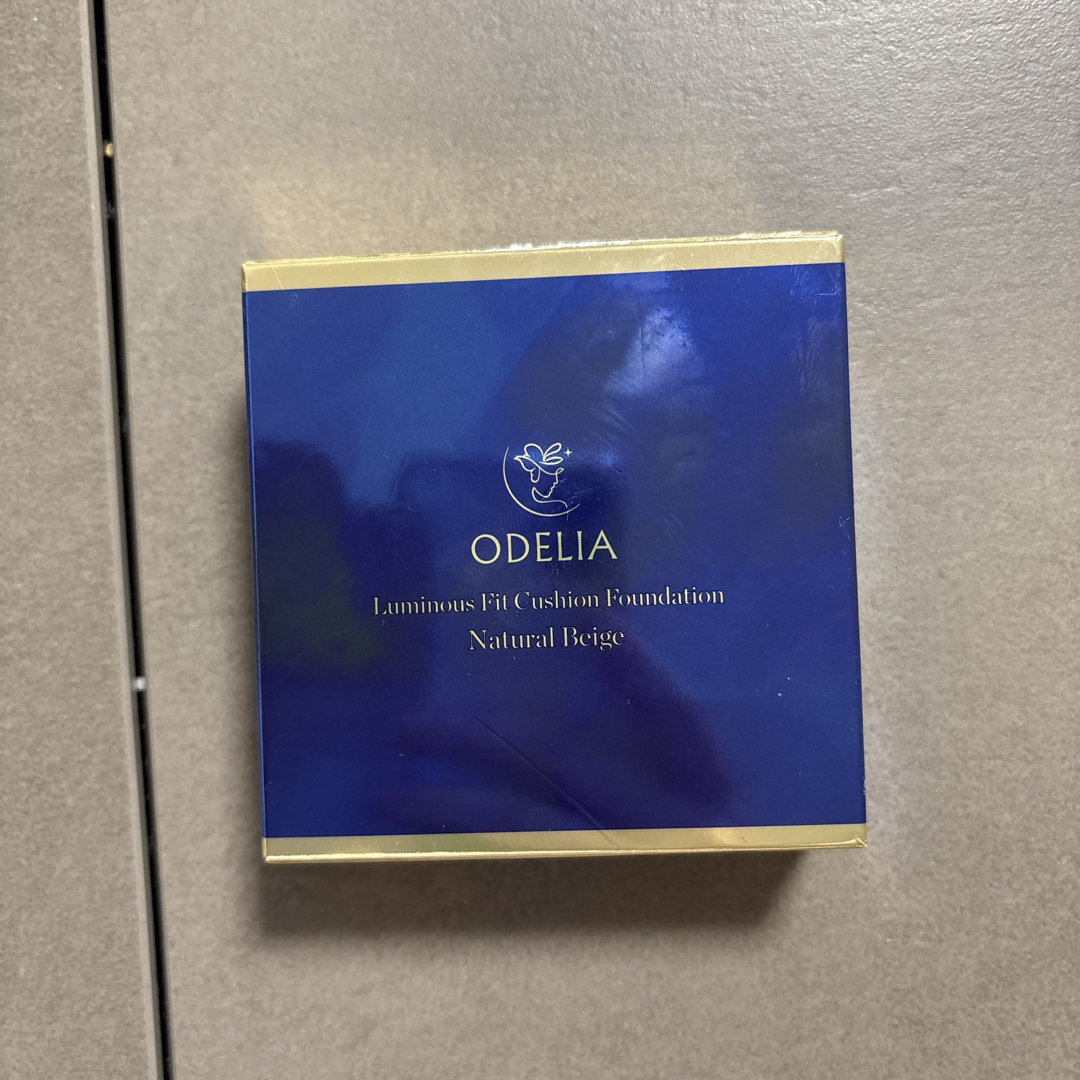 ODELIA
Luminous Fit Cushion Foundation
Natural Beige